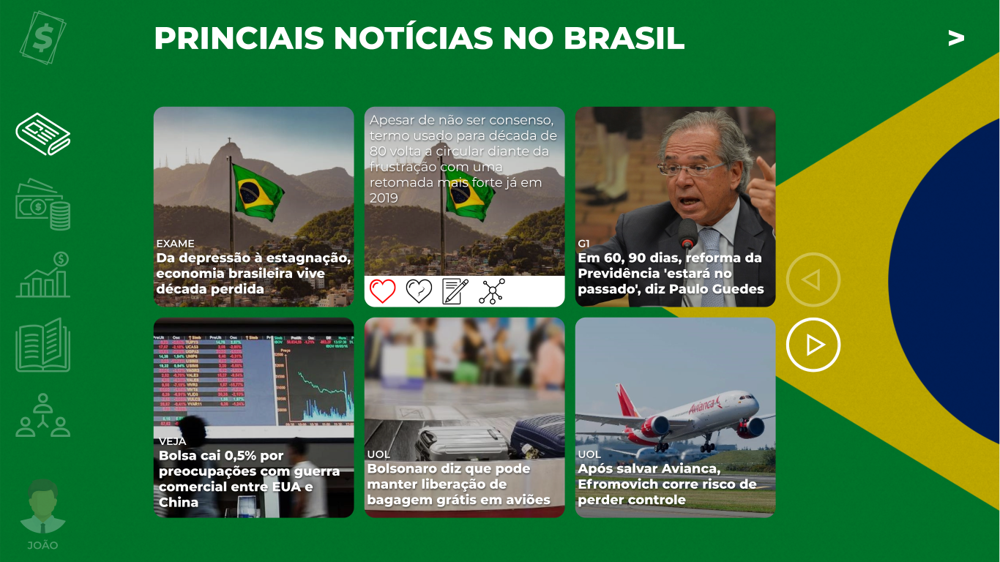 PRINCIAIS NOTÍCIAS NO BRASIL
>
Apesar de não ser consenso,
termo usado para década de
80 volta a circular diante da
frustração com uma
retomada mais forte já em
2019
EXAME
Da depressão à estagnação,
economia brasileira vive
década perdida
G1
Em 60, 90 dias, reforma da
Previdência 'estará no
passado', diz Paulo Guedes
VEJA
Bolsa cai 0,5% por
preocupações com guerra
comercial entre EUA e
China
UOL
Bolsonaro diz que pode
manter liberação de
bagagem grátis em aviões
Avianca
UOL
Após salvar Avianca,
Efromovich corre risco de
perder controle
JOÃO